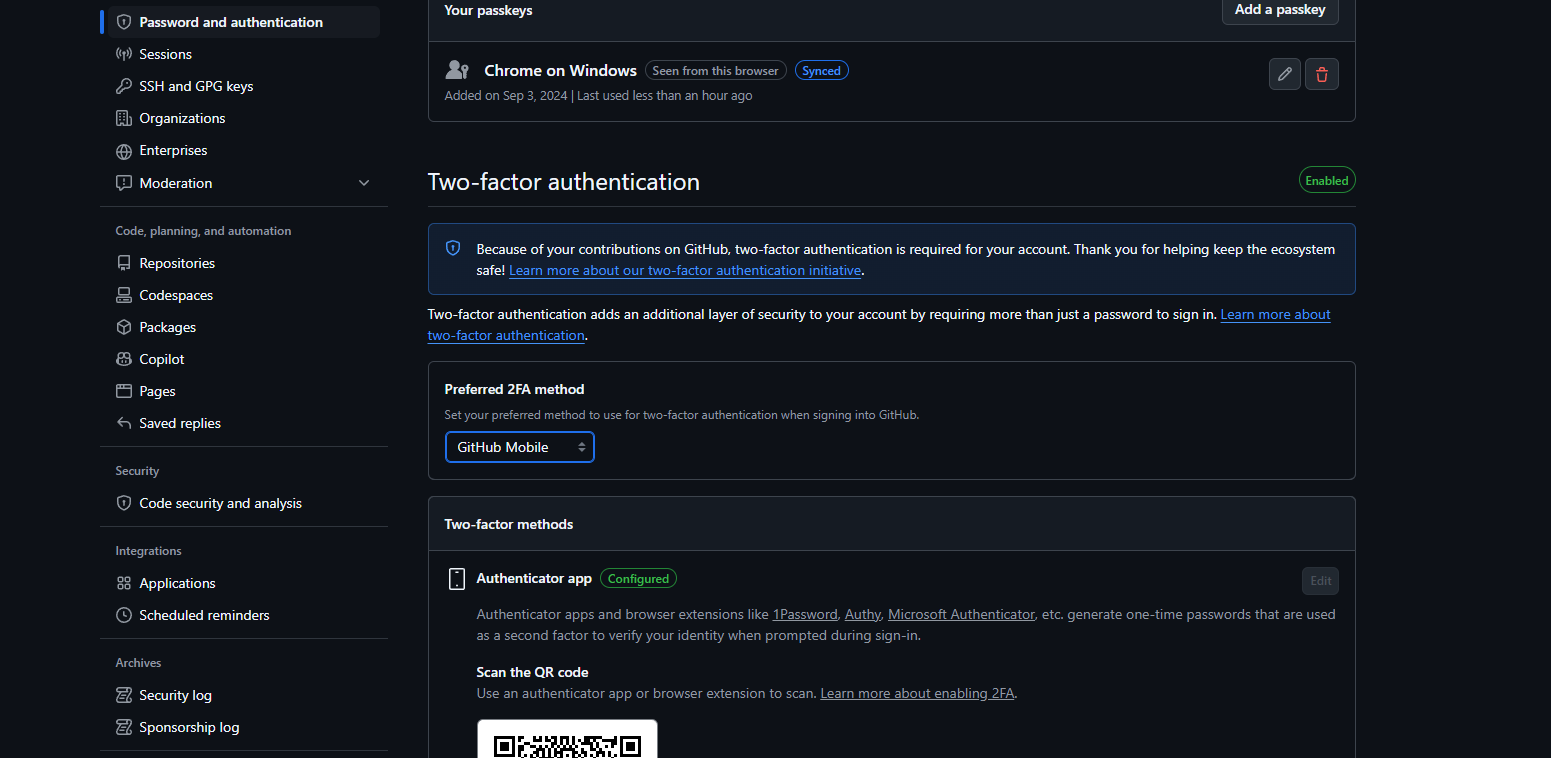 Password and authentication
Sessions
SSH and GPG keys
Organizations
Enterprises
Moderation
Code, planning, and automation
Repositories
Codespaces
Packages
Copilot
Pages
Saved replies
Security
Code security and analysis
Integrations
Applications
Scheduled reminders
Archives
Security log
Sponsorship log
Your passkeys
Add a passkey
Chrome on Windows Seen from this browser Synced
Added on Sep 3, 2024 | Last used less than an hour ago
Two-factor authentication
Enabled
Because of your contributions on GitHub, two-factor authentication is required for your account. Thank you for helping keep the ecosystem
safe! Learn more about our two-factor authentication initiative.
Two-factor authentication adds an additional layer of security to your account by requiring more than just a password to sign in. Learn more about
two-factor authentication.
Preferred 2FA method
Set your preferred method to use for two-factor authentication when signing into GitHub.
GitHub Mobile
Two-factor methods
Authenticator app Configured
Edit
Authenticator apps and browser extensions like 1Password, Authy, Microsoft Authenticator, etc. generate one-time passwords that are used
as a second factor to verify your identity when prompted during sign-in.
Scan the QR code
Use an authenticator app or browser extension to scan. Learn more about enabling 2FA.